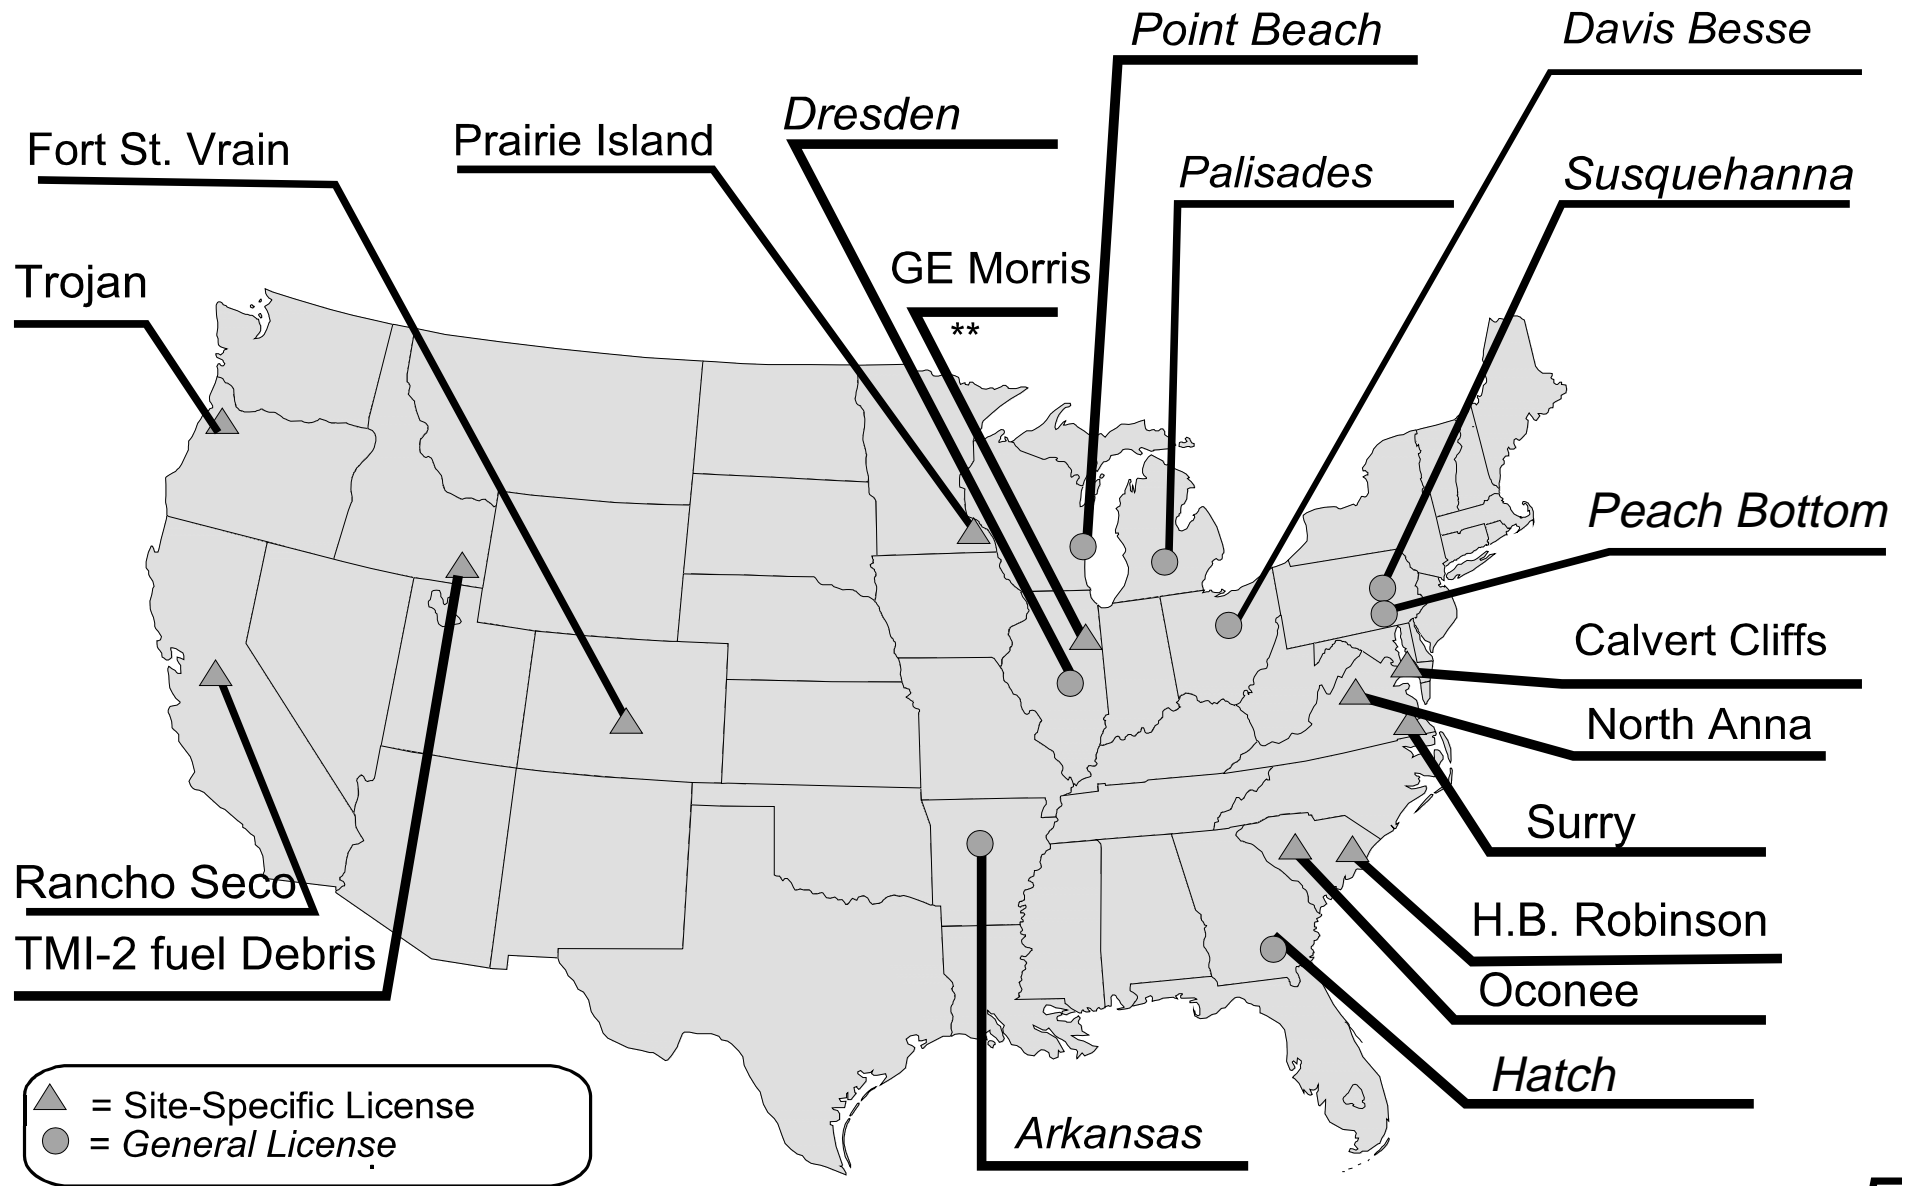 Point Beach
Davis Besse
Dresden
Prairie Island
Fort St. Vrain
Palisades
Susquehanna
GE Morris
**
Trojan
Peach Bottom
Calvert Cliffs
North Anna
Surry
Rancho Seco
H.B. Robinson
TMI-2 fuel Debris
Oconee
Hatch
Arkansas
= Site-Specific License
= General License
.